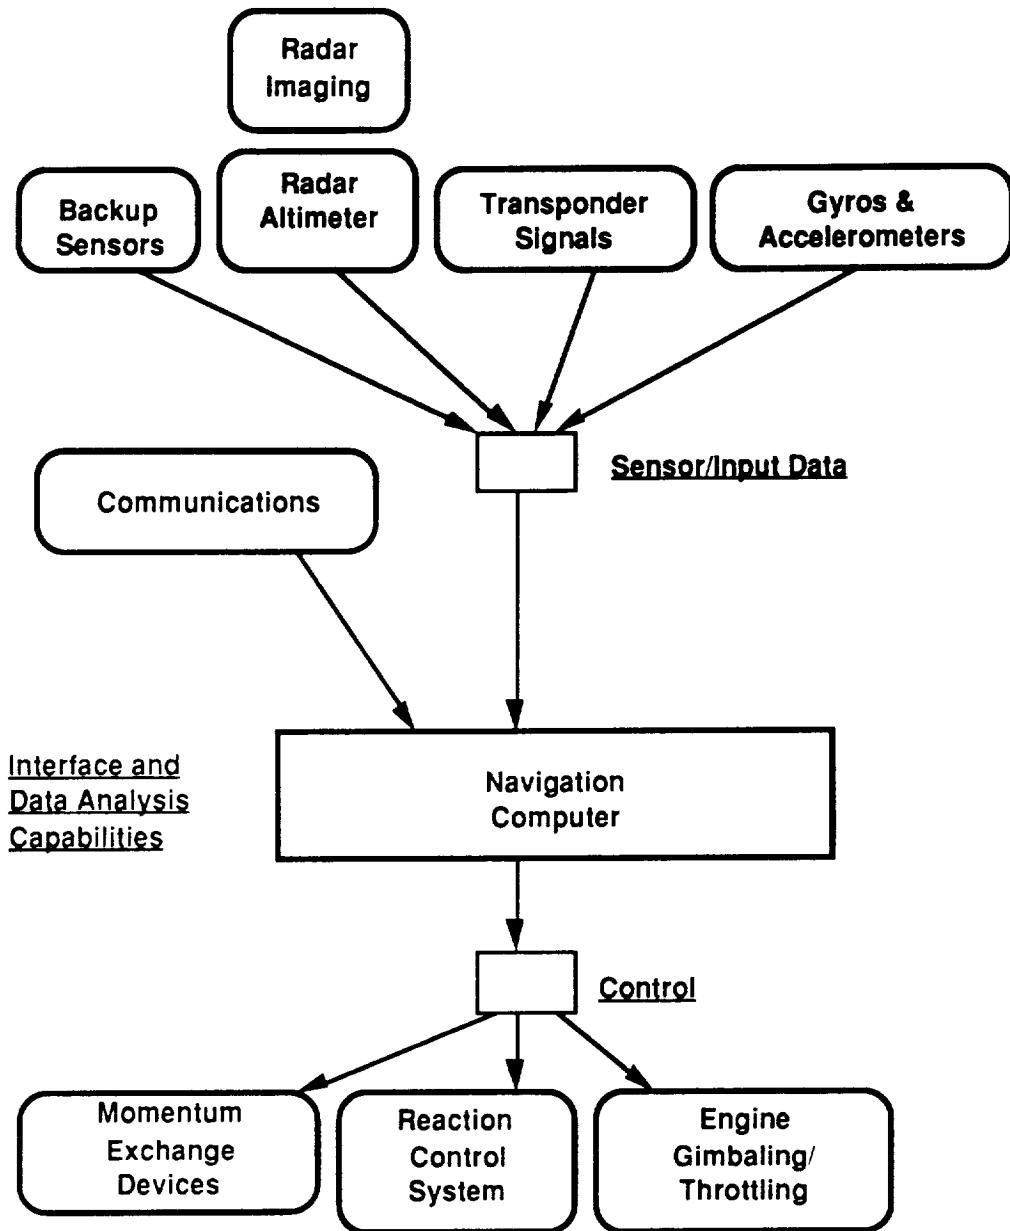 Radar
Imaging
Backup
Sensors
Radar
Altimeter
Transponder
Signals
Gyros &
Accelerometers
Sensor/Input Data
Communications
Interface and
Data Analysis
Capabilities
Navigation
Computer
Control
Momentum
Exchange
Devices
Reaction
Control
System
Engine
Gimbaling/
Throttling